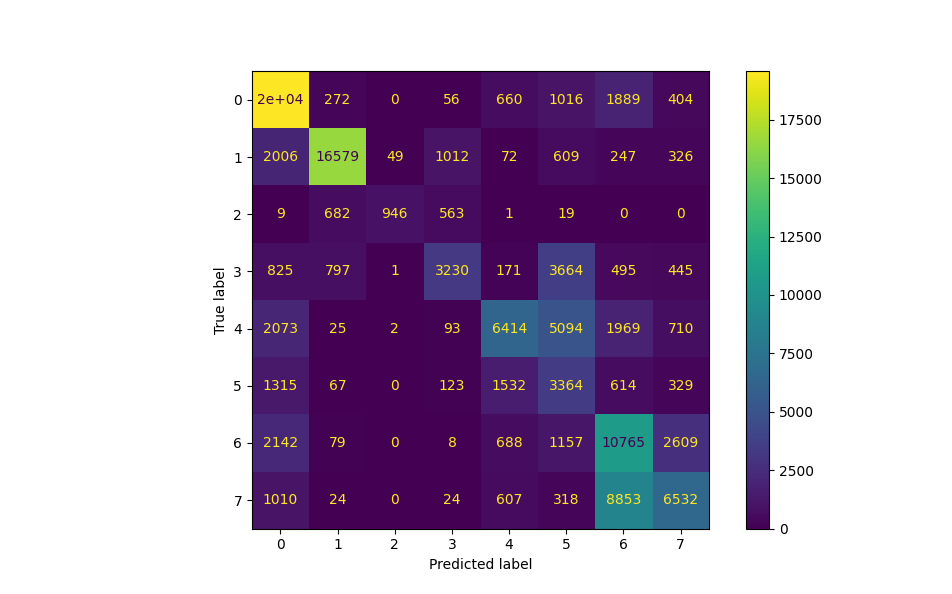 0 2e+04 272 0 56 660 1016 1889 404
1 2006 16579 49 1012 72 609 247 326
2 9 682 946 563 1 19 0 0
3 825 797 1 3230 171 3664 495 445
4 2073 25 2 93 6414 5094 1969 710
5 1315 67 0 123 1532 3364 614 329
6 2142 79 0 8 688 1157 10765 2609
7 1010 24 0 24 607 318 8853 6532
0 1 2 3 4 5 6 7
Predicted label
True label
17500
15000
12500
10000
7500
5000
2500
0